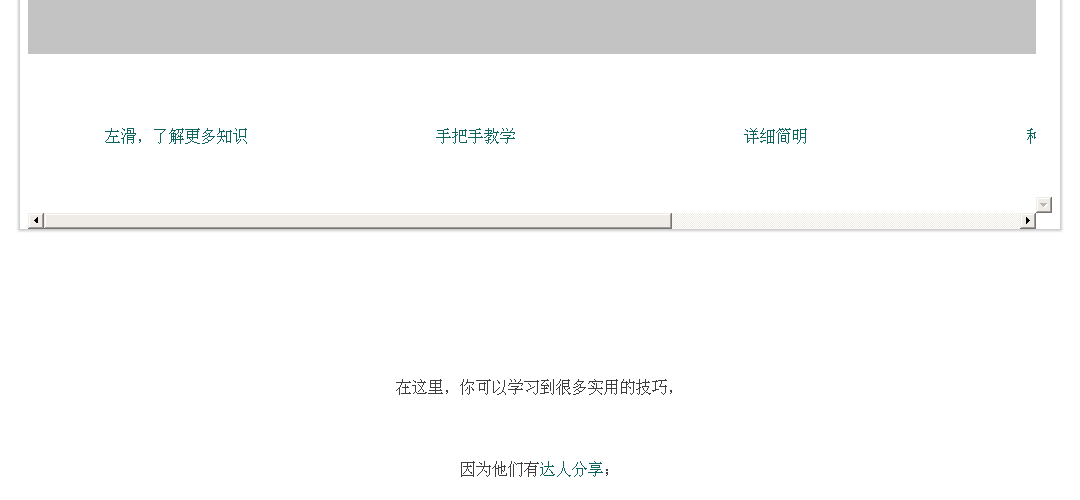 左滑，了解更多知识 手把手教学 详细简明
在这里，你可以学习到很多实用的技巧，
因为他们有达人分享；